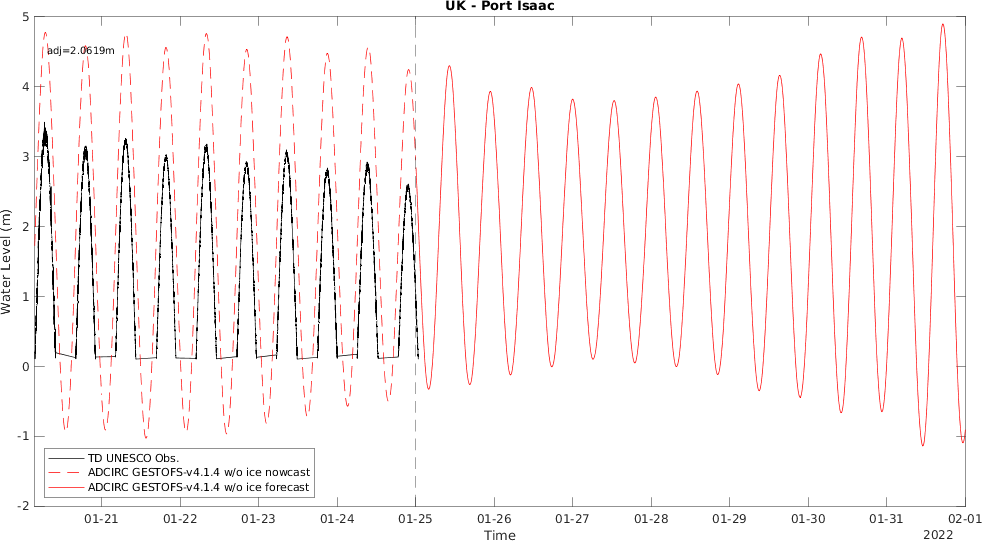 UK - Port Isaac
adj=2.0619m
5
4
3
2
1
0
-1
-2
Water Level (m)
TD UNESCO Obs.
ADCIRC GESTOFS-v4.1.4 w/o ice nowcast
ADCIRC GESTOFS-v4.1.4 w/o ice forecast
01-21 01-22 01-23 01-24 01-25 01-26 01-27 01-28 01-29 01-30 01-31 02-01
Time
2022